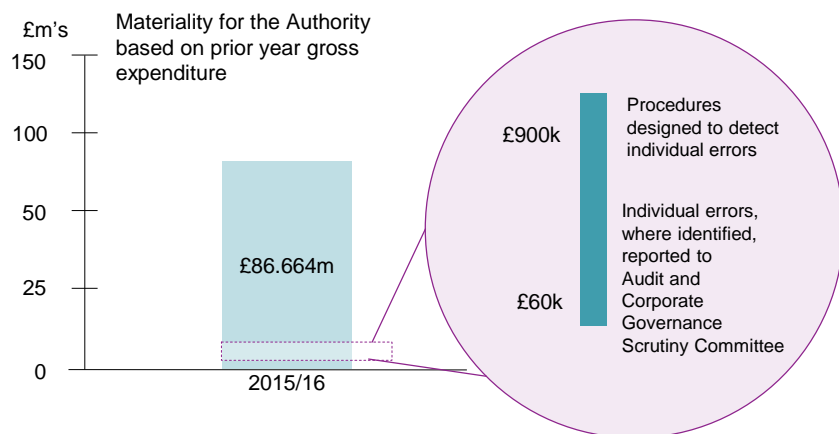 £m's
Materiality for the Authority
based on prior year gross
expenditure
150
100
50
25
0
£86.664m
2015/16
£900k
£60k
Procedures
designed to detect
individual errors
Individual errors,
where identified,
reported to
Audit and
Corporate
Governance
Scrutiny Committee